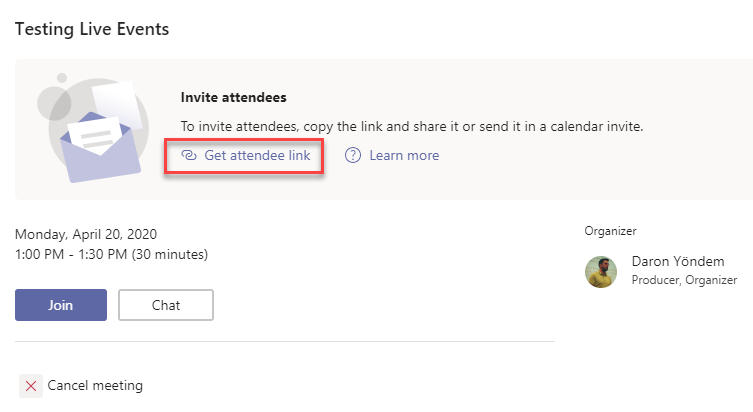 Testing Live Events
Invite attendees
To invite attendees, copy the link and share it or send it in a calendar invite.
Get attendee link
Learn more
Monday, April 20, 2020
1:00 PM - 1:30 PM (30 minutes)
Organizer
Daron Yöndem
Producer, Organizer
Join
Chat
Cancel meeting